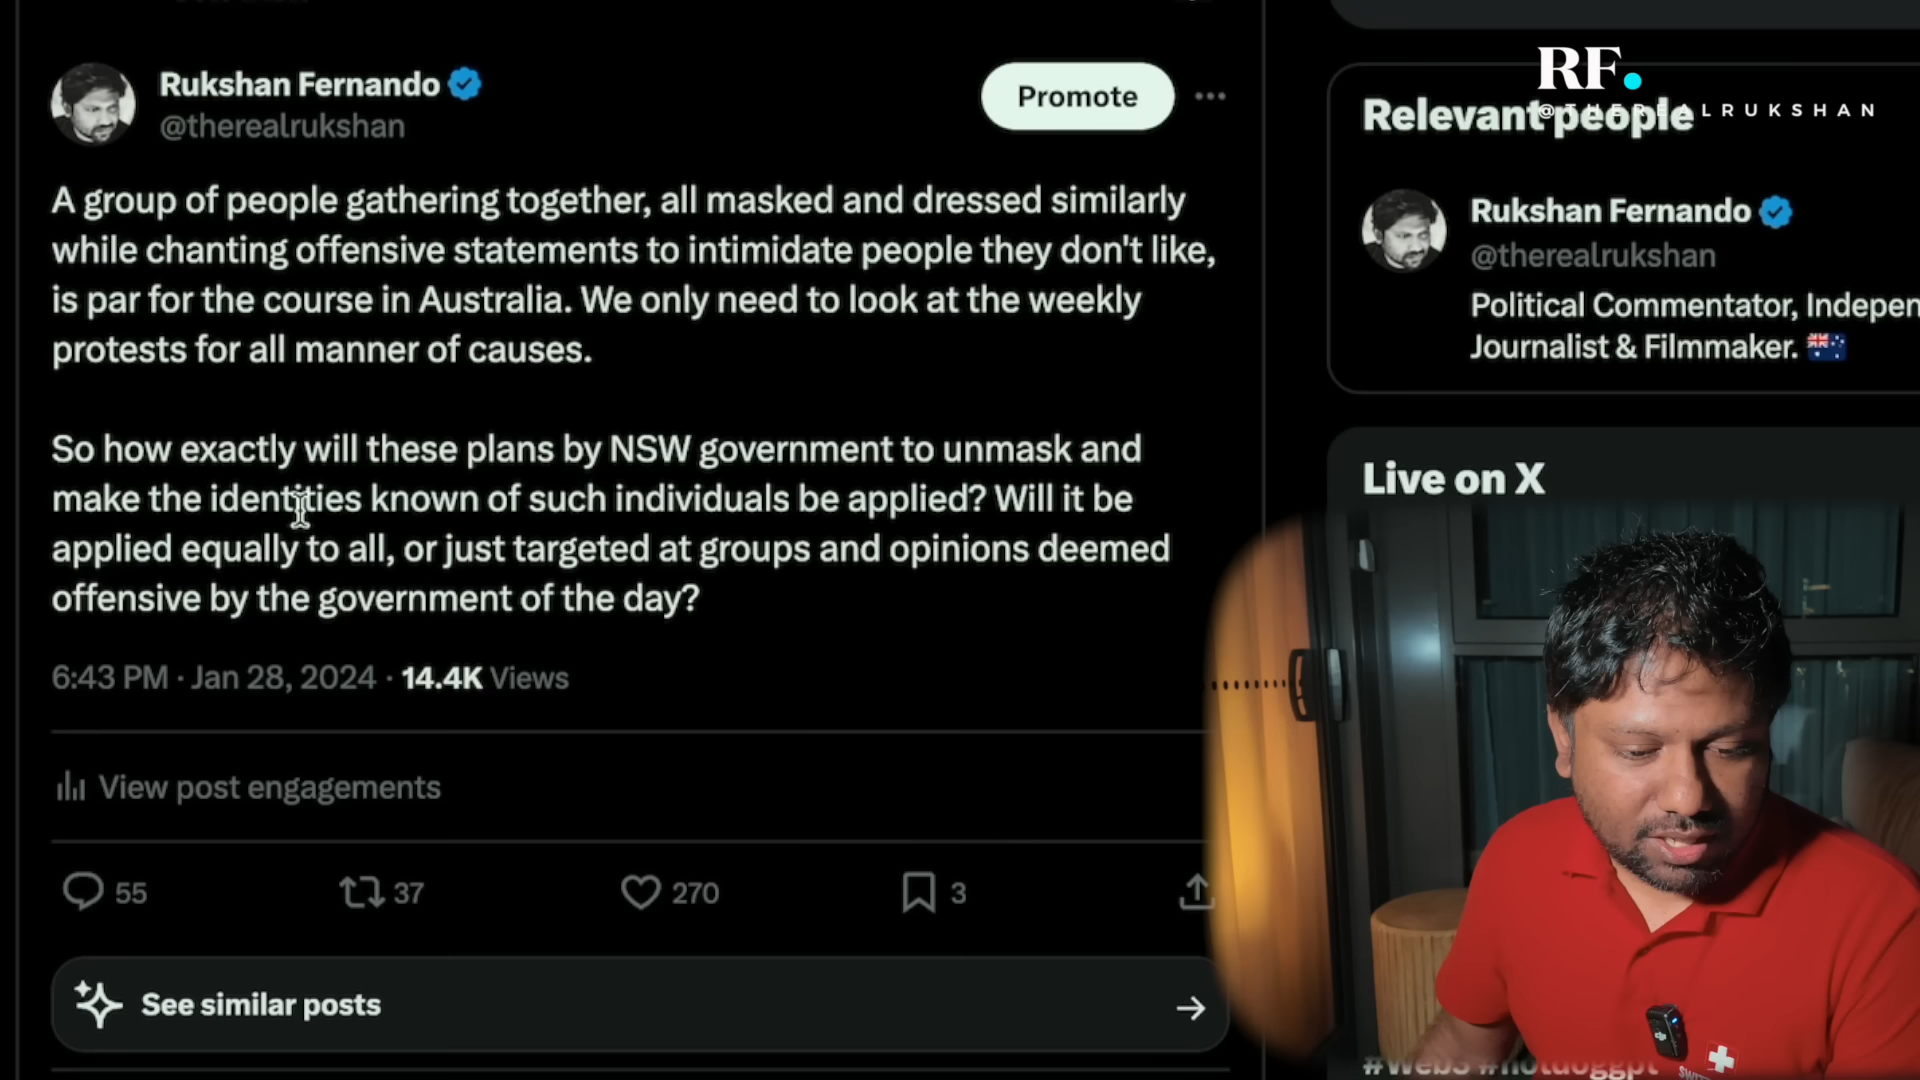 Rukshan Fernando
@therealrukshan
Promote
A group of people gathering together, all masked and dressed similarly
while chanting offensive statements to intimidate people they don't like,
is par for the course in Australia. We only need to look at the weekly
protests for all manner of causes.
So how exactly will these plans by NSW government to unmask and
make the identities known of such individuals be applied? Will it be
applied equally to all, or just targeted at groups and opinions deemed
offensive by the government of the day?
6:43 PM · Jan 28, 2024 · 14.4K Views
View post engagements
55 37 270 3
See similar posts
RF.
@THEREALRUKSHAN
Relevant people
Rukshan Fernando
@therealrukshan
Political Commentator, Indepen
Journalist & Filmmaker.
Live on X
#Web3 #hotdoggpt